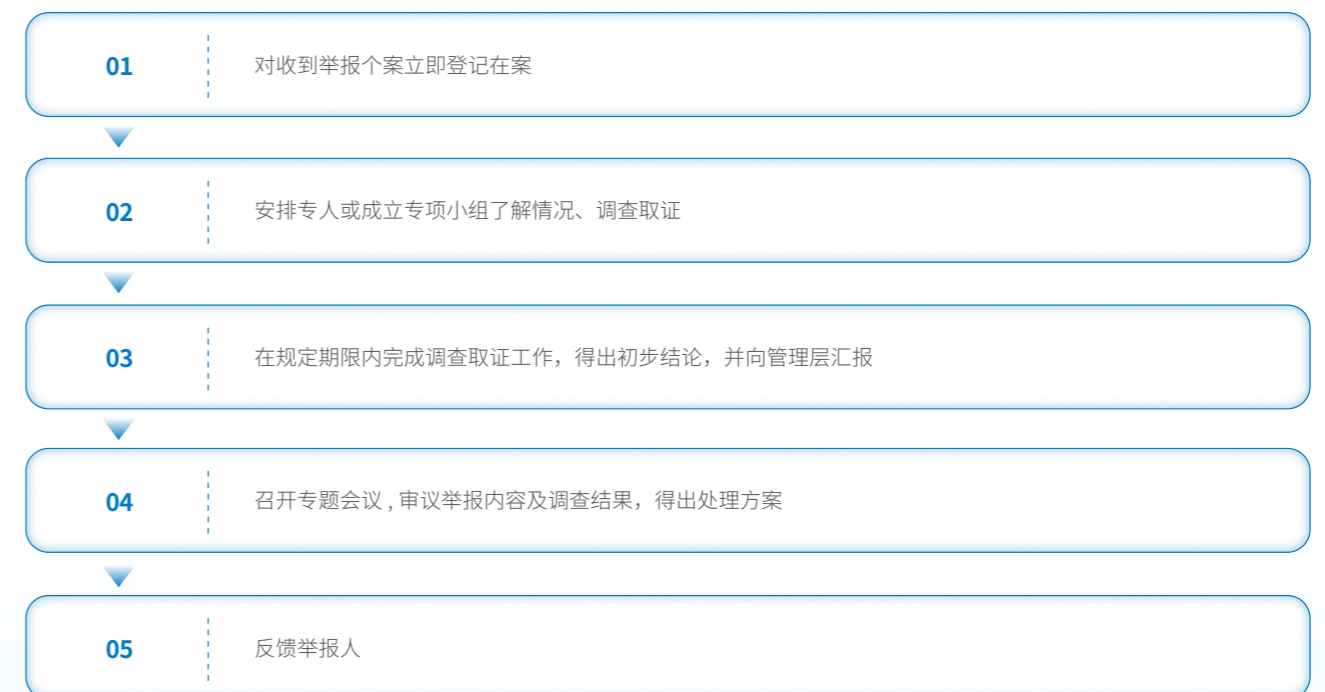 01
对收到举报个案立即登记在案
02
安排专人或成立专项小组了解情况、调查取证
03
在规定期限内完成调查取证工作，得出初步结论，并向管理层汇报
04
召开专题会议 , 审议举报内容及调查结果，得出处理方案
05
反馈举报人